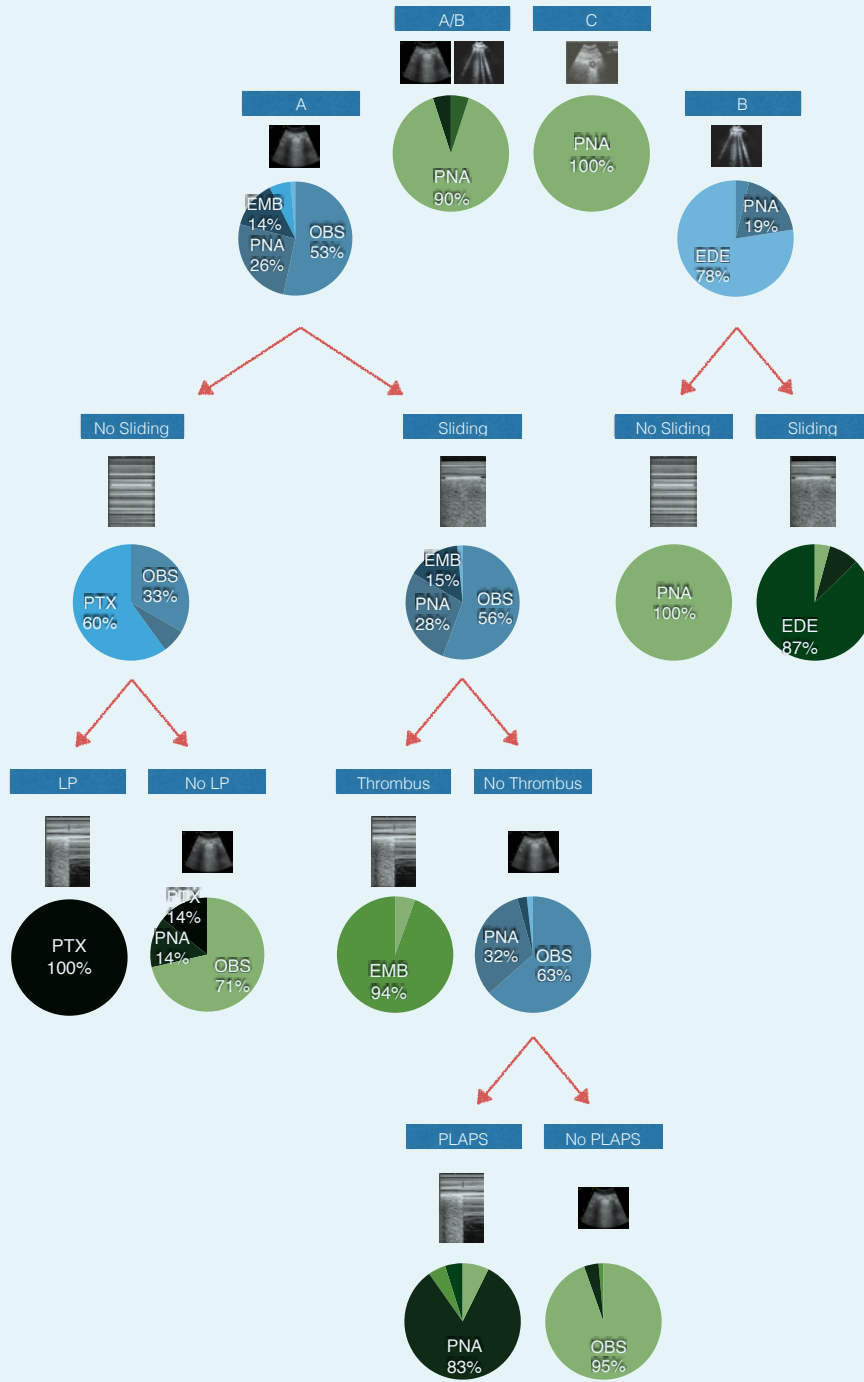 A/B
C
A
B
PNA
90%
PNA
100%
EMB
14%
OBS
53%
PNA
26%
PNA
19%
EDE
78%
No Sliding
Sliding
No Sliding
Sliding
OBS
33%
PTX
60%
EMB
15%
PNA
28%
OBS
56%
PNA
100%
EDE
87%
LP
No LP
Thrombus
No Thrombus
PTX
100%
PTX
14%
PNA
14%
OBS
71%
EMB
94%
PNA
32%
OBS
63%
PLAPS
No PLAPS
PNA
83%
OBS
95%